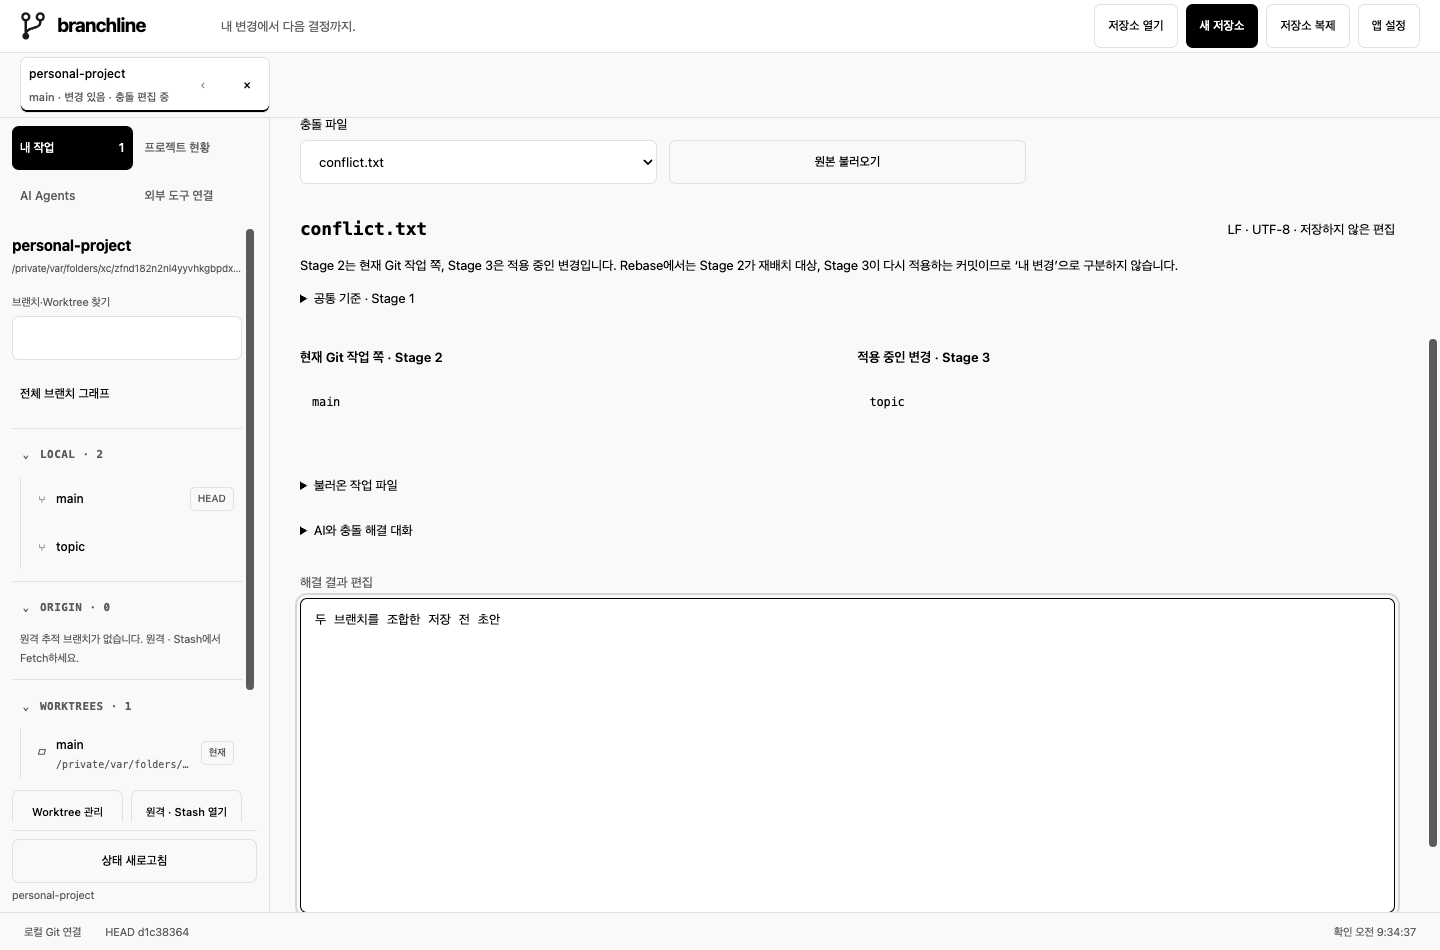 branchline
내 변경에서 다음 결정까지.
저장소 열기
새 저장소
저장소 복제
앱 설정
personal-project
main · 변경 있음 · 충돌 편집 중
내 작업 1
프로젝트 현황
AI Agents
외부 도구 연결
personal-project
/private/var/folders/xc/zfnd182n2nl4yyvhkgbpdx...
브랜치·Worktree 찾기
전체 브랜치 그래프
LOCAL · 2
main HEAD
topic
ORIGIN · 0
원격 추적 브랜치가 없습니다. 원격 · Stash에서
Fetch하세요.
WORKTREES · 1
main
/private/var/folders/...
현재
Worktree 관리
원격 · Stash 열기
상태 새로고침
personal-project
충돌 파일
conflict.txt
원본 불러오기
conflict.txt
LF · UTF-8 · 저장하지 않은 편집
Stage 2는 현재 Git 작업 쪽, Stage 3은 적용 중인 변경입니다. Rebase에서는 Stage 2가 재배치 대상, Stage 3이 다시 적용하는 커밋이므로 ‘내 변경’으로 구분하지 않습니다.
공통 기준 · Stage 1
현재 Git 작업 쪽 · Stage 2
적용 중인 변경 · Stage 3
main
topic
불러온 작업 파일
AI와 충돌 해결 대화
해결 결과 편집
두 브랜치를 조합한 저장 전 초안
로컬 Git 연결
HEAD d1c38364
확인 오전 9:34:37